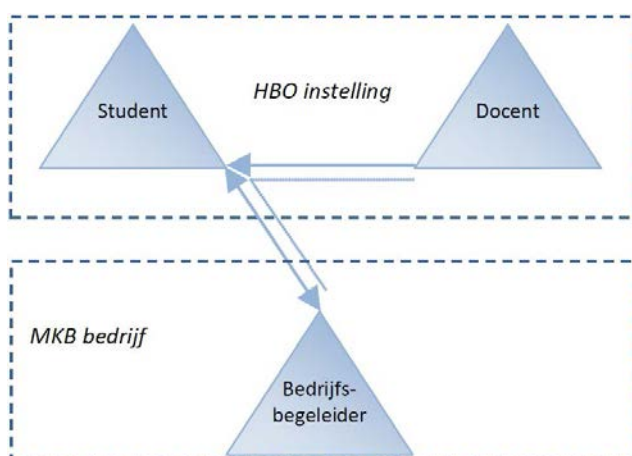 Student
HBO instelling
Docent
MKB bedrijf
Bedrijfs-
begeleider